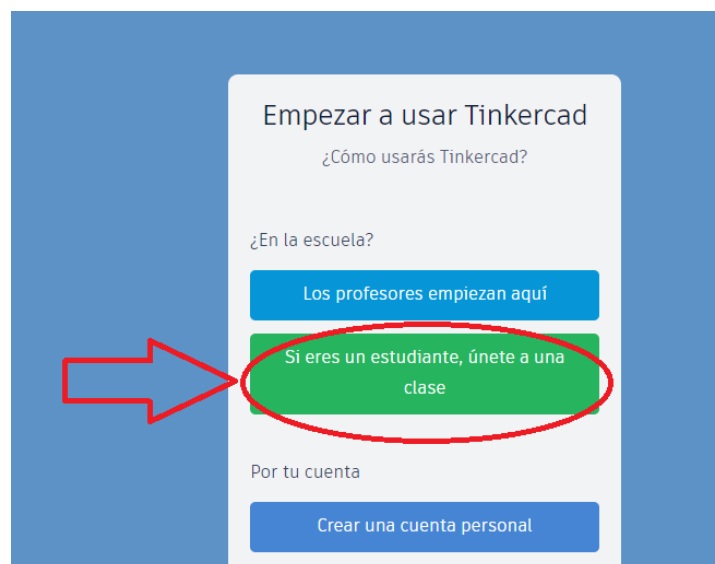 Empezar a usar Tinkercad
¿Cómo usarás Tinkercad?
¿En la escuela?
Los profesores empiezan aquí
Si eres un estudiante, únete a una
clase
Por tu cuenta
Crear una cuenta personal